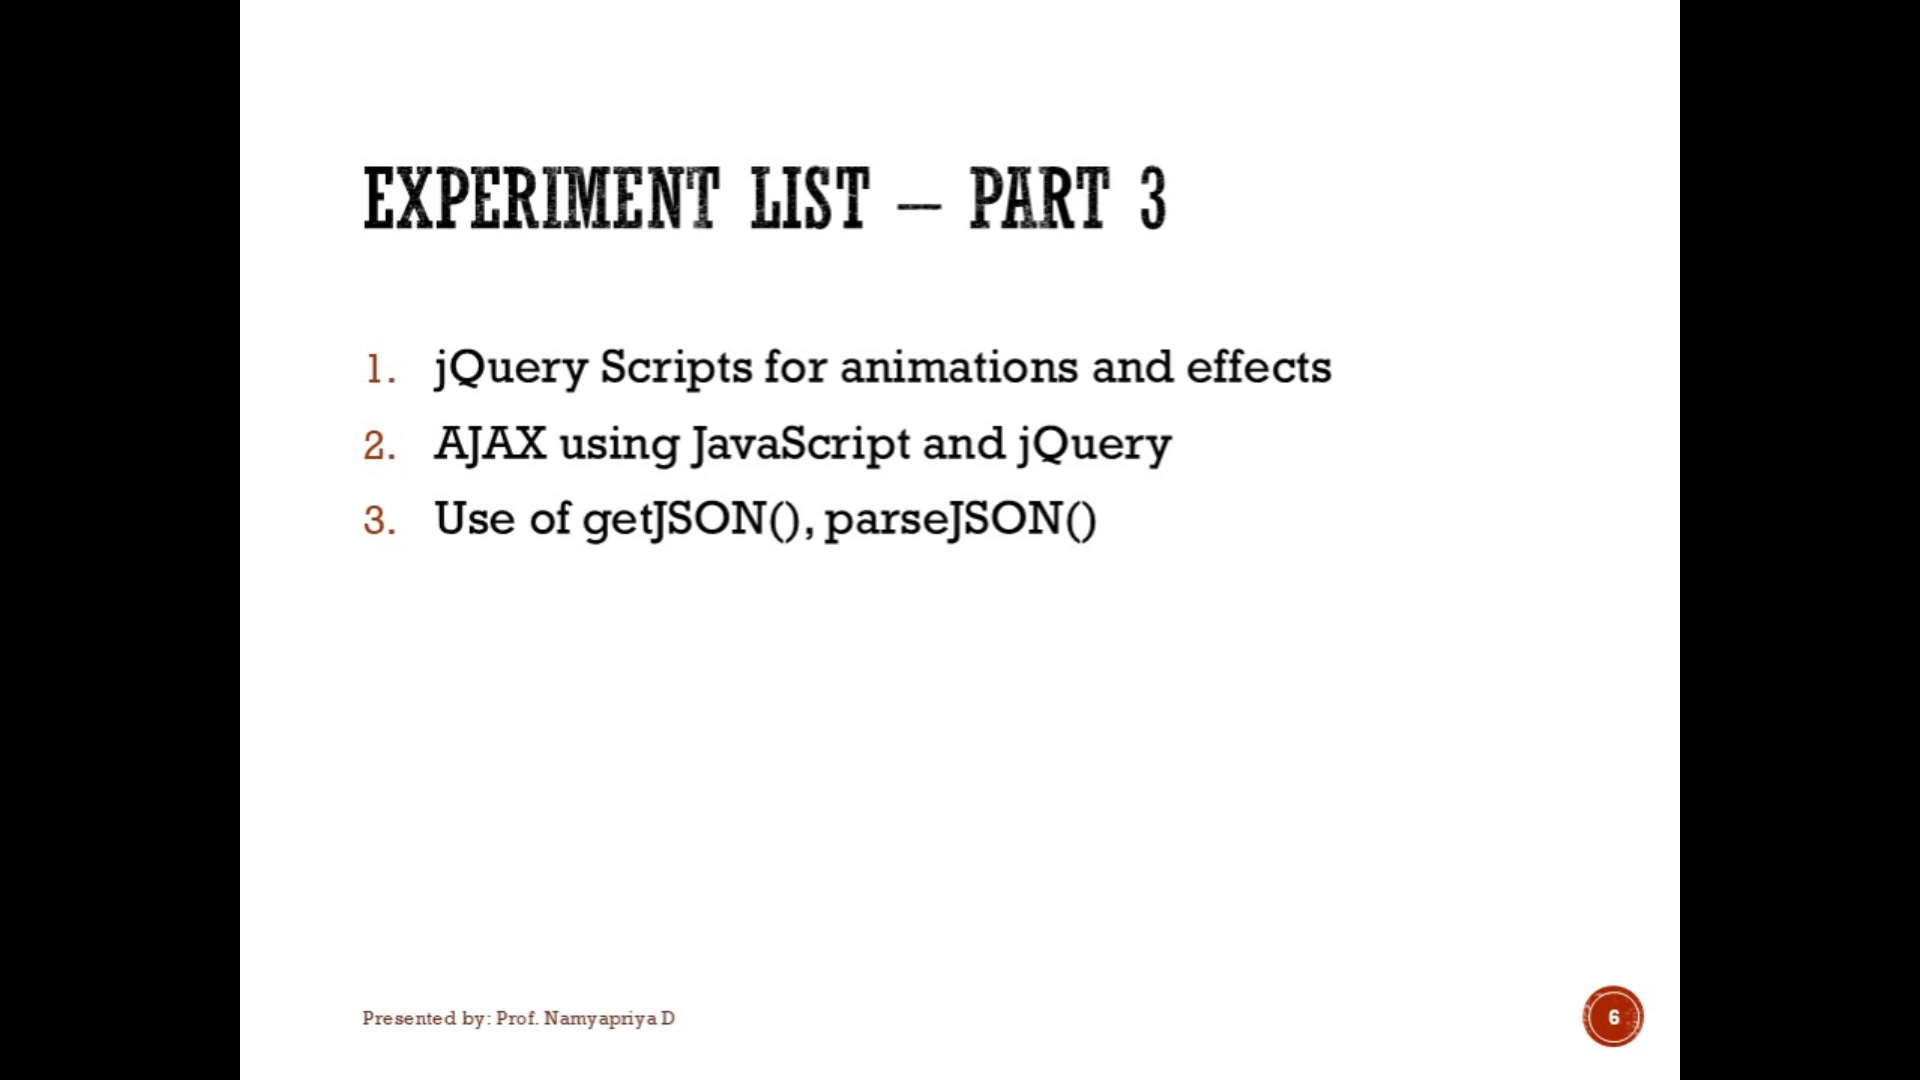 EXPERIMENT LIST – PART 3
1. jQuery Scripts for animations and effects
2. AJAX using JavaScript and jQuery
3. Use of getJSON(), parseJSON()
Presented by: Prof. Namyapriya D
6